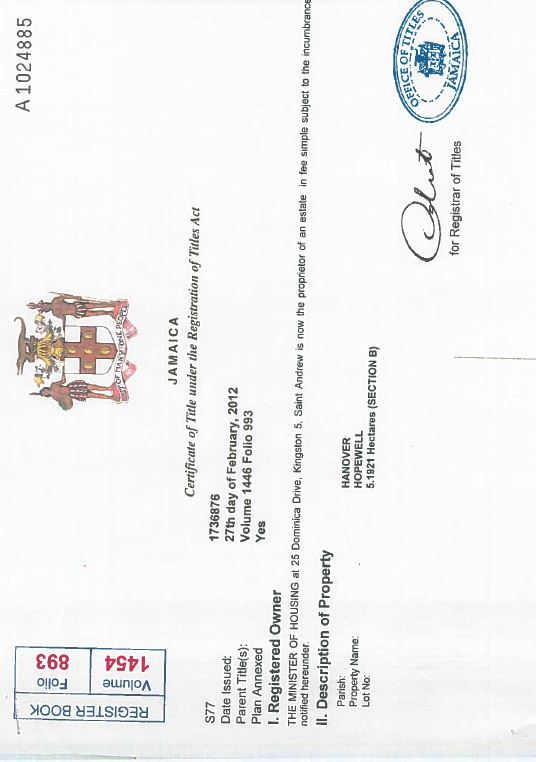 A 1024885
OUT OF MANY, ONE PEOPLE
JAMAICA
Certificate of Title under the Registration of Titles Act
REGISTER BOOK
Volume Folio
1454 893
S77 1736876
Date Issued: 27th day of February, 2012
Parent Title(s): Volume 1446 Folio 993
Plan Annexed Yes
I. Registered Owner
THE MINISTER OF HOUSING at 25 Dominica Drive, Kingston 5, Saint Andrew is now the proprietor of an estate in fee simple subject to the incumbrance
notified hereunder.
II. Description of Property
Parish: HANOVER
Property Name: HOPEWELL
Lot No: 5.1921 Hectares (SECTION B)
for Registrar of Titles
OFFICE OF TITLES
JAMAICA